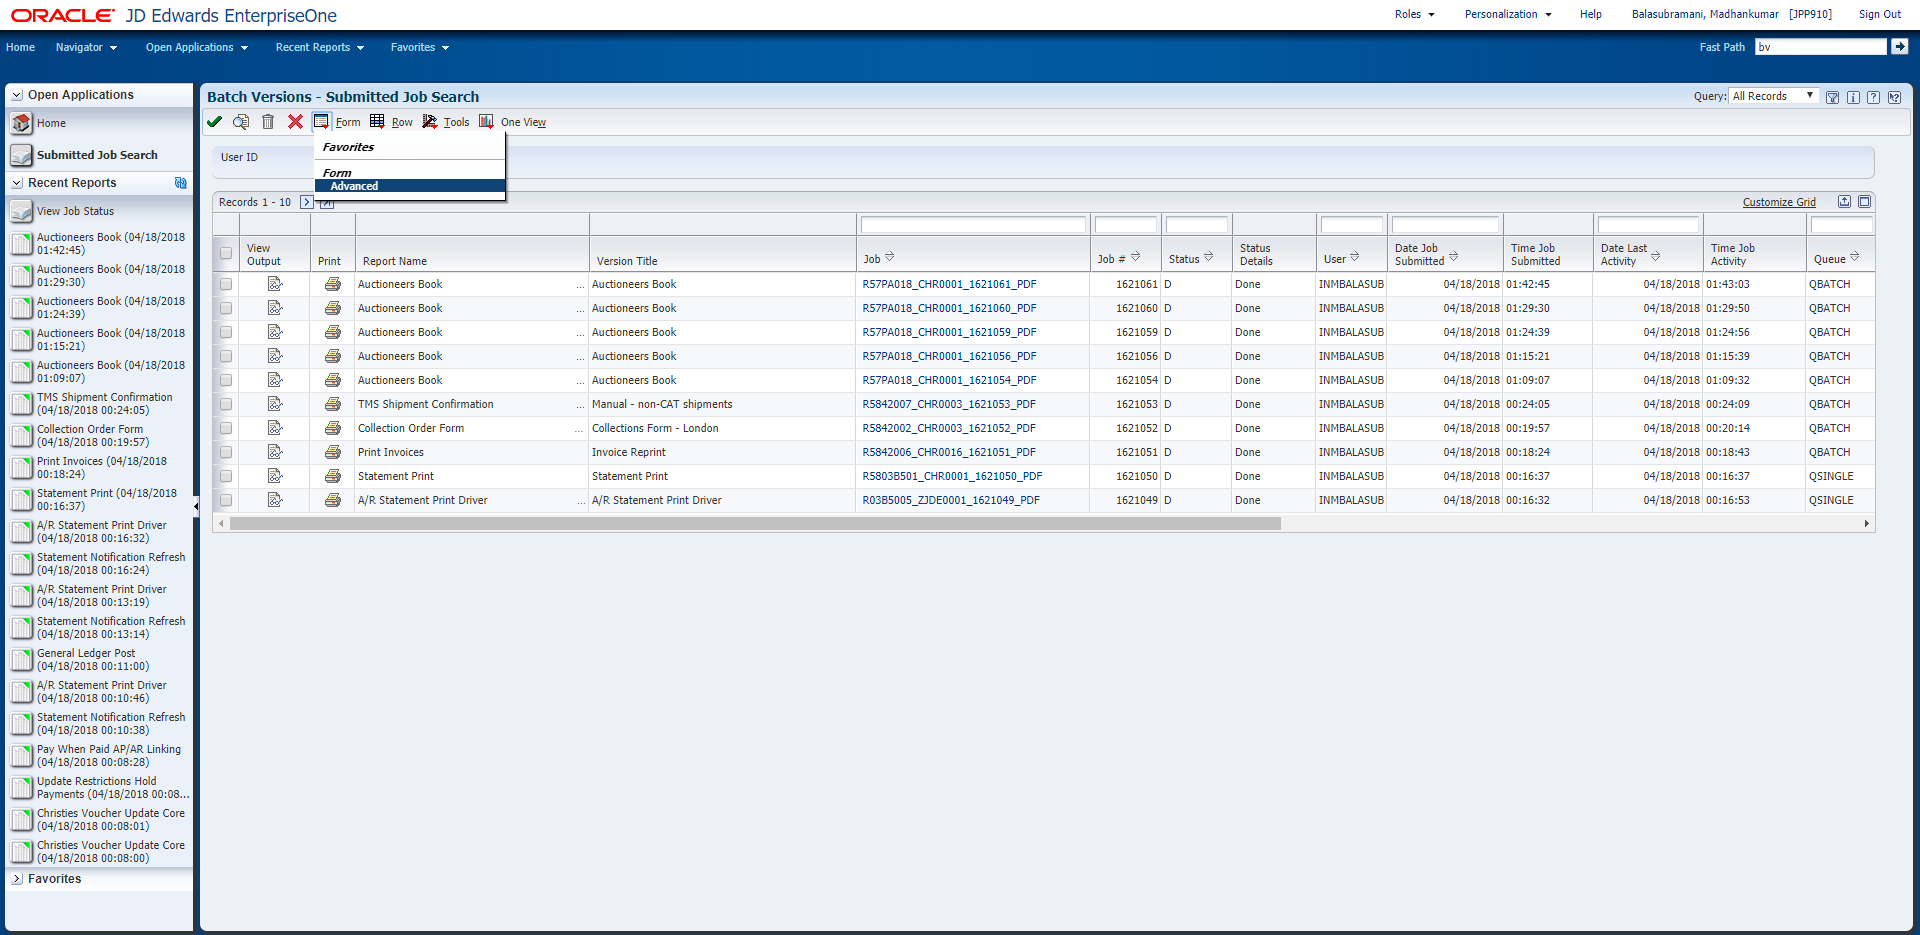 ORACLE JD Edwards EnterpriseOne
Roles Personalization Help Balasubramani, Madhankumar [JPP910] Sign Out
Home Navigator Open Applications Recent Reports Favorites
Fast Path bv
Open Applications
Home
Submitted Job Search
Recent Reports
View Job Status
Auctioneers Book (04/18/2018
01:42:45)
Auctioneers Book (04/18/2018
01:29:30)
Auctioneers Book (04/18/2018
01:24:39)
Auctioneers Book (04/18/2018
01:15:21)
Auctioneers Book (04/18/2018
01:09:07)
TMS Shipment Confirmation
(04/18/2018 00:24:05)
Collection Order Form
(04/18/2018 00:19:57)
Print Invoices (04/18/2018
00:18:24)
Statement Print (04/18/2018
00:16:37)
A/R Statement Print Driver
(04/18/2018 00:16:32)
Statement Notification Refresh
(04/18/2018 00:16:24)
A/R Statement Print Driver
(04/18/2018 00:13:19)
Statement Notification Refresh
(04/18/2018 00:13:14)
General Ledger Post
(04/18/2018 00:11:00)
A/R Statement Print Driver
(04/18/2018 00:10:46)
Statement Notification Refresh
(04/18/2018 00:10:38)
Pay When Paid AP/AR Linking
(04/18/2018 00:08:28)
Update Restrictions Hold
Payments (04/18/2018 00:08...
Christies Voucher Update Core
(04/18/2018 00:08:01)
Christies Voucher Update Core
(04/18/2018 00:08:00)
Favorites
Batch Versions - Submitted Job Search
Query: All Records
Form Row Tools One View
Favorites
Form
Advanced
User ID
Records 1 - 10
Customize Grid
View Output Print Report Name Version Title Job Job # Status Status Details User Date Job Submitted Time Job Submitted Date Last Activity Time Job Activity Queue
Auctioneers Book ... Auctioneers Book R57PA018_CHR0001_1621061_PDF 1621061 D Done INMBALASUB 04/18/2018 01:42:45 04/18/2018 01:43:03 QBATCH
Auctioneers Book ... Auctioneers Book R57PA018_CHR0001_1621060_PDF 1621060 D Done INMBALASUB 04/18/2018 01:29:30 04/18/2018 01:29:50 QBATCH
Auctioneers Book ... Auctioneers Book R57PA018_CHR0001_1621059_PDF 1621059 D Done INMBALASUB 04/18/2018 01:24:39 04/18/2018 01:24:56 QBATCH
Auctioneers Book ... Auctioneers Book R57PA018_CHR0001_1621056_PDF 1621056 D Done INMBALASUB 04/18/2018 01:15:21 04/18/2018 01:15:39 QBATCH
Auctioneers Book ... Auctioneers Book R57PA018_CHR0001_1621054_PDF 1621054 D Done INMBALASUB 04/18/2018 01:09:07 04/18/2018 01:09:32 QBATCH
TMS Shipment Confirmation ... Manual - non-CAT shipments R5842007_CHR0003_1621053_PDF 1621053 D Done INMBALASUB 04/18/2018 00:24:05 04/18/2018 00:24:09 QBATCH
Collection Order Form ... Collections Form - London R5842002_CHR0003_1621052_PDF 1621052 D Done INMBALASUB 04/18/2018 00:19:57 04/18/2018 00:20:14 QBATCH
Print Invoices Invoice Reprint R5842006_CHR0016_1621051_PDF 1621051 D Done INMBALASUB 04/18/2018 00:18:24 04/18/2018 00:18:43 QBATCH
Statement Print Statement Print R5803B501_CHR0001_1621050_PDF 1621050 D Done INMBALASUB 04/18/2018 00:16:37 04/18/2018 00:16:37 QSINGLE
A/R Statement Print Driver ... A/R Statement Print Driver R03B5005_ZJDE0001_1621049_PDF 1621049 D Done INMBALASUB 04/18/2018 00:16:32 04/18/2018 00:16:53 QSINGLE